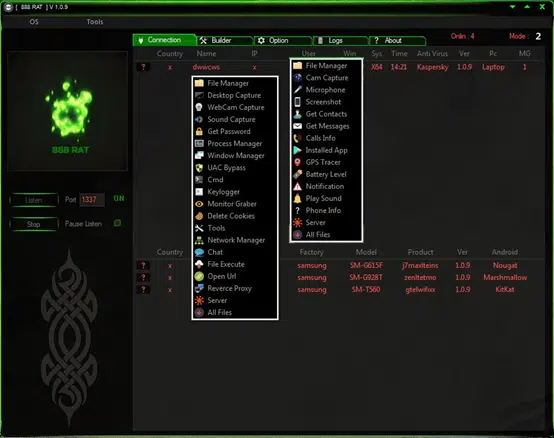 [ 888 RAT ] V 1.0.9
OS Tools
Connection Builder Option Logs About Onlin : 4 Mode : 2
Country Name IP User Win Sys Time Anti Virus Ver Pc MG
? x dwwcws x X64 14:21 Kaspersky 1.0.9 Laptop 1
888 RAT
Listen Port 1337 ON
Stop Pause Listen
File Manager
Desktop Capture
WebCam Capture
Sound Capture
Get Password
Process Manager
Window Manager
UAC Bypass
Cmd
Keylogger
Monitor Graber
Delete Cookies
Tools
Network Manager
Chat
File Execute
Open Url
Reverce Proxy
Server
All Files
File Manager
Cam Capture
Microphone
Screenshot
Get Contacts
Get Messages
Calls Info
Installed App
GPS Tracer
Battery Level
Notification
Play Sound
? Phone Info
Server
All Files
Country Factory Model Product Ver Android
? x samsung SM-G615F j7maxlteins 1.0.9 Nougat
? x samsung SM-G928T zenltetmo 1.0.9 Marshmallow
? x samsung SM-T560 gtelwifixx 1.0.9 KitKat